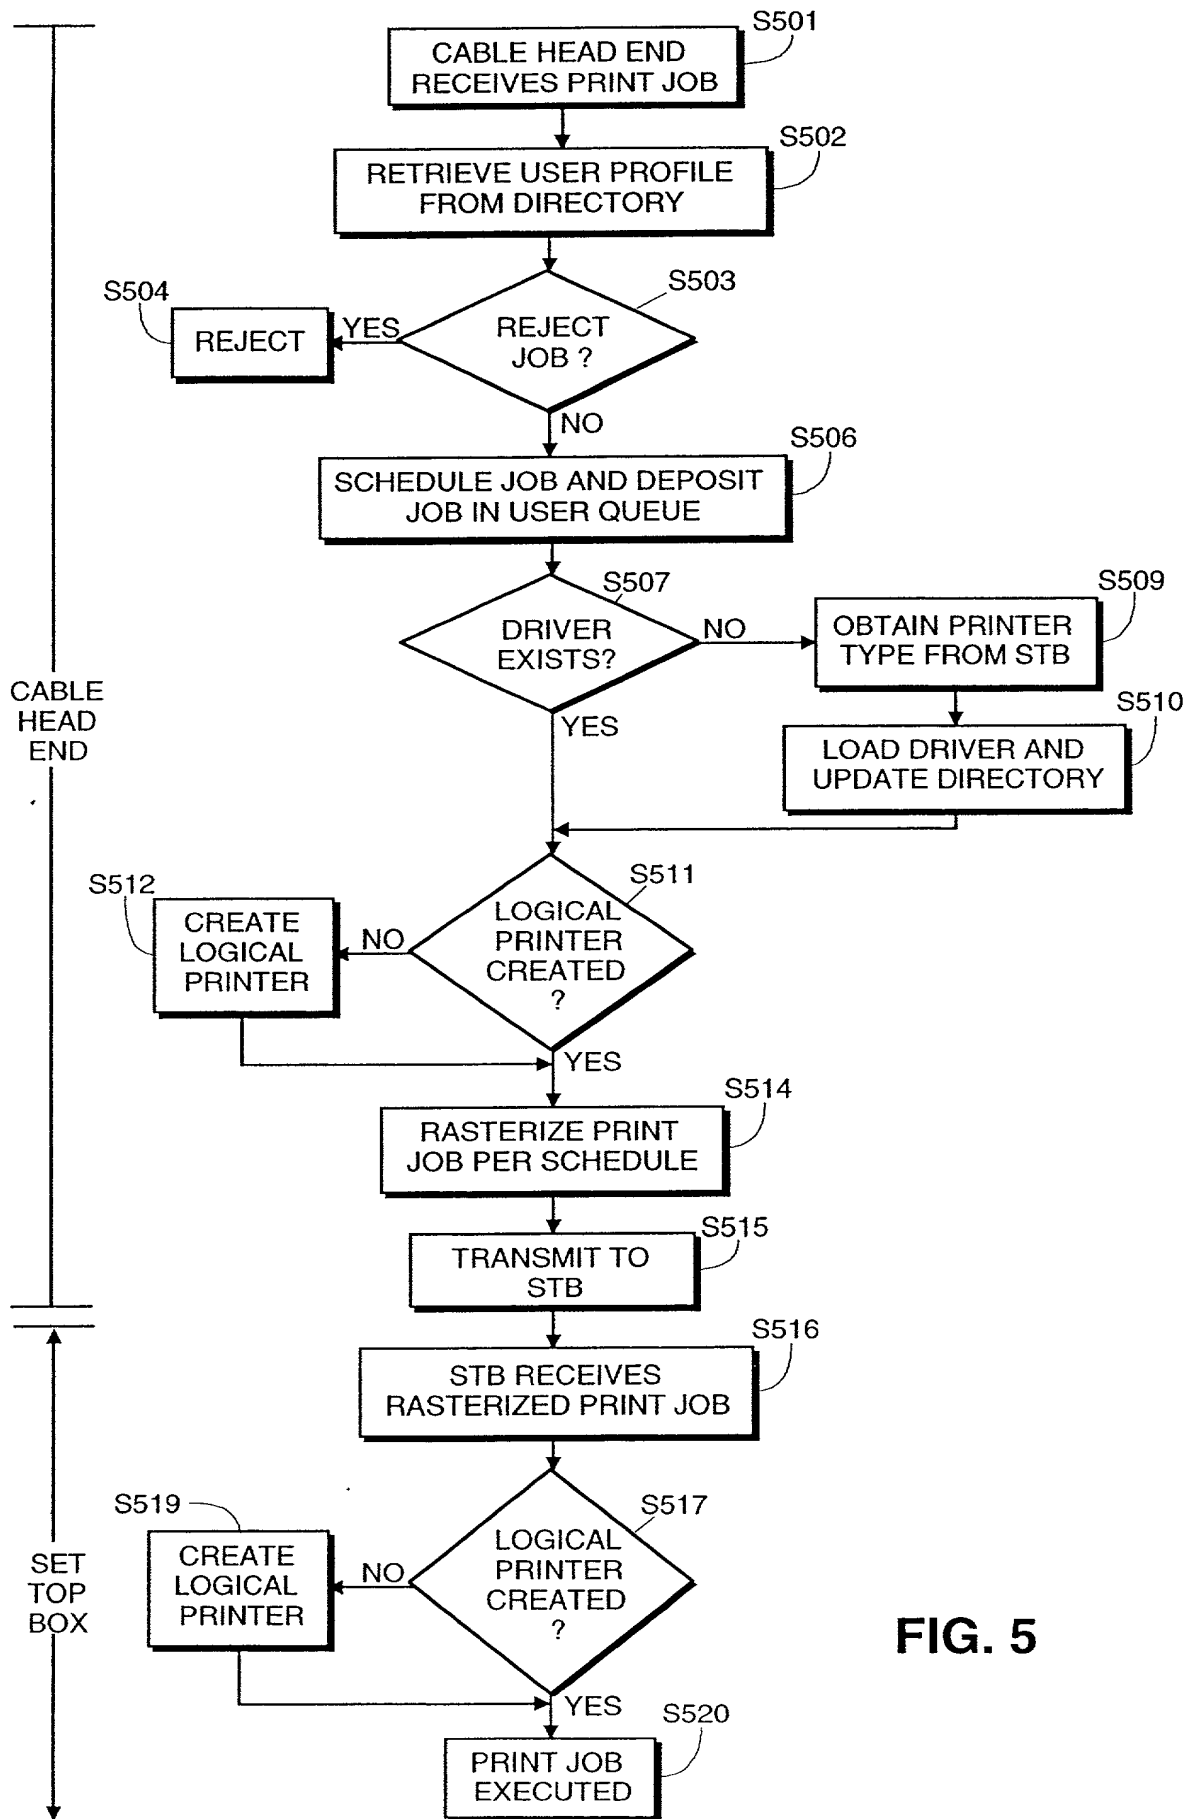 S501
CABLE HEAD END
RECEIVES PRINT JOB
S502
RETRIEVE USER PROFILE
FROM DIRECTORY
S503
REJECT
JOB ?
YES
S504
REJECT
NO
S506
SCHEDULE JOB AND DEPOSIT
JOB IN USER QUEUE
S507
DRIVER
EXISTS?
NO
S509
OBTAIN PRINTER
TYPE FROM STB
YES
S510
LOAD DRIVER AND
UPDATE DIRECTORY
CABLE
HEAD
END
S511
LOGICAL
PRINTER
CREATED
?
NO
S512
CREATE
LOGICAL
PRINTER
YES
S514
RASTERIZE PRINT
JOB PER SCHEDULE
S515
TRANSMIT TO
STB
S516
STB RECEIVES
RASTERIZED PRINT JOB
S517
LOGICAL
PRINTER
CREATED
?
NO
S519
CREATE
LOGICAL
PRINTER
SET
TOP
BOX
YES
S520
PRINT JOB
EXECUTED
FIG. 5